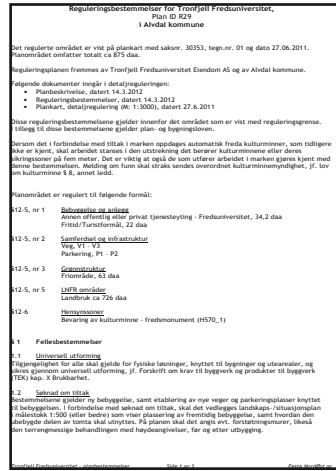 Reguleringsbestemmelser for Tronfjell Fredsuniversitet,
Plan ID R29
i Alvdal kommune
Det regulerte området er vist på plankart med saksnr. 30353, tegn.nr. 01 og dato 27.06.2011.
Planområdet omfatter totalt ca 875 daa.
Reguleringsplanen fremmes av Tronfjell Fredsuniversitet Eiendom AS og av Alvdal kommune.
Følgende dokumenter inngår i detaljreguleringen:
• Planbeskrivelse, datert 14.3.2012
• Reguleringsbestemmelser, datert 14.3.2012
• Plankart, detaljregulering (M: 1:3000), datert 27.6.2011
Disse reguleringsbestemmelsene gjelder innenfor det området som er vist med reguleringsgrense.
I tillegg til disse bestemmelsene gjelder plan- og bygningsloven.
Dersom det i forbindelse med tiltak i marken oppdages automatisk freda kulturminner, som tidligere
ikke er kjent, skal arbeidet stanses i den utstrekning det berører kulturminnene eller deres
sikringssoner på fem meter. Det er viktig at også de som utfører arbeidet i marken gjøres kjent med
denne bestemmelsen. Melding om funn skal straks sendes overordnet kulturminnemyndighet, jf. lov
om kulturminne § 8, annet ledd.
Planområdet er regulert til følgende formål:
§12-5, nr 1 Bebyggelse og anlegg
Annen offentlig eller privat tjenesteyting - Fredsuniversitet, 34,2 daa
Fritid/Turistformål, 22 daa
§12-5, nr 2 Samferdsel og infrastruktur
Veg, V1 - V3
Parkering, P1 - P2
§12-5, nr 3 Grønnstruktur
Friområde, 63 daa
§12-5, nr 5 LNFR områder
Landbruk ca 726 daa
§12-6 Hensynssoner
Bevaring av kulturminne - fredsmonument (H570_1)
§ 1 Fellesbestemmelser
1.1 Universell utforming
Tilgjengelighet for alle skal gjelde for fysiske løsninger, knyttet til bygninger og utearealer, og
sikres gjennom universell utforming, jf. Forskrift om krav til byggverk og produkter til byggverk
(TEK) kap. X Brukbarhet.
1.2 Søknad om tiltak
Bestemmelsene gjelder ny bebyggelse, samt etablering av nye veger og parkeringsplasser knyttet
til bebyggelsen. I forbindelse med søknad om tiltak, skal det vedlegges landskaps-/situasjonsplan
i målestokk 1:500 (eller bedre) som viser plassering av fremtidig bebyggelse, samt hvordan den
ubebygde delen av tomta skal utnyttes. På planen skal det angis evt. forstøtningsmurer, likeså
den terrengmessige behandlingen med høydeangivelser, før og etter utbygging.
Tronfjell Fredsuniversitet - planbestemmelser Side 1 av 3 Feste NordØst as